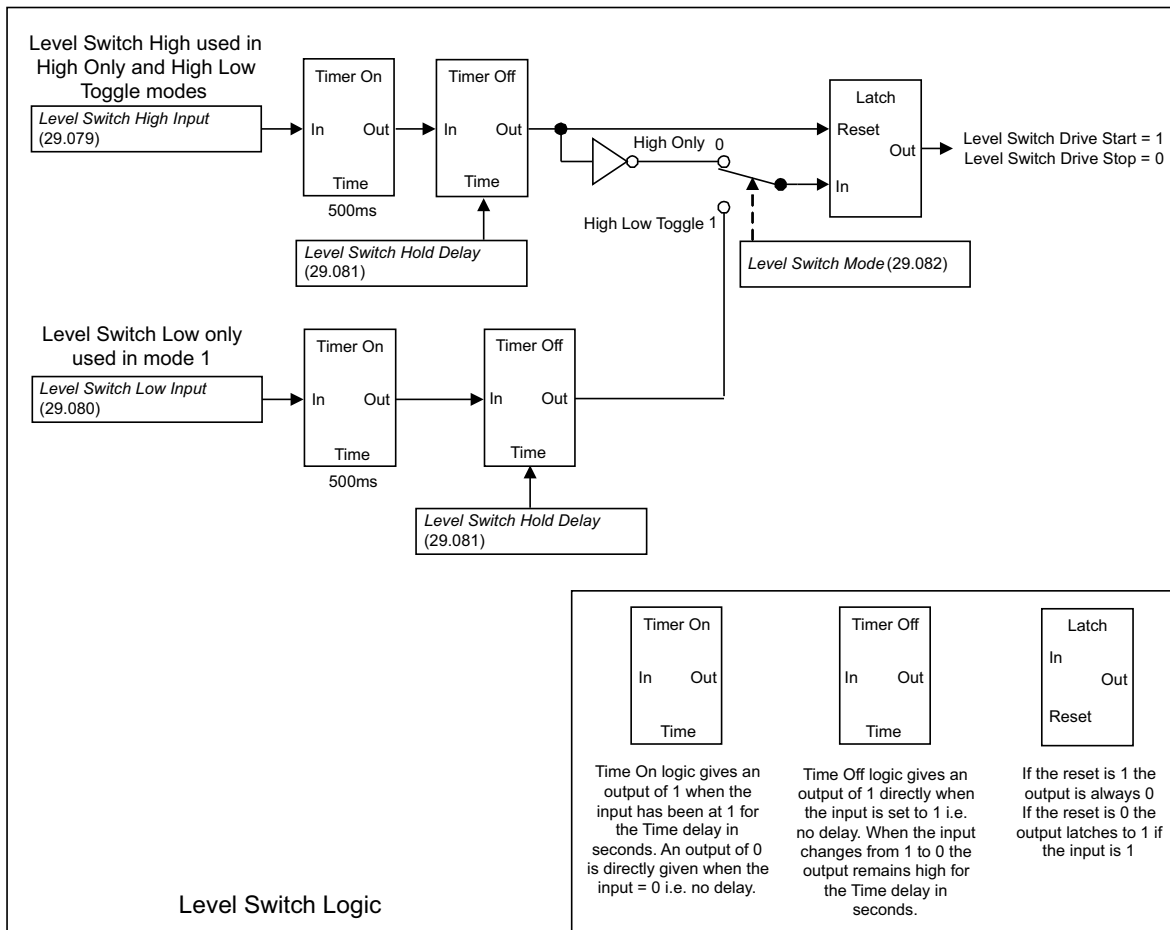 Level Switch High used in
High Only and High Low
Toggle modes
Level Switch High Input
(29.079)
Timer On
In
Out
Time
500ms
Timer Off
In
Out
Time
Level Switch Hold Delay
(29.081)
High Only 0
High Low Toggle 1
Level Switch Mode (29.082)
Latch
Reset
Out
In
Level Switch Drive Start = 1
Level Switch Drive Stop = 0
Level Switch Low only
used in mode 1
Level Switch Low Input
(29.080)
Timer On
In
Out
Time
500ms
Timer Off
In
Out
Time
Level Switch Hold Delay
(29.081)
Timer On
In
Out
Time
Time On logic gives an
output of 1 when the
input has been at 1 for
the Time delay in
seconds. An output of 0
is directly given when the
input = 0 i.e. no delay.
Timer Off
In
Out
Time
Time Off logic gives an
output of 1 directly when
the input is set to 1 i.e.
no delay. When the input
changes from 1 to 0 the
output remains high for
the Time delay in
seconds.
Latch
In
Out
Reset
If the reset is 1 the
output is always 0
If the reset is 0 the
output latches to 1 if
the input is 1
Level Switch Logic